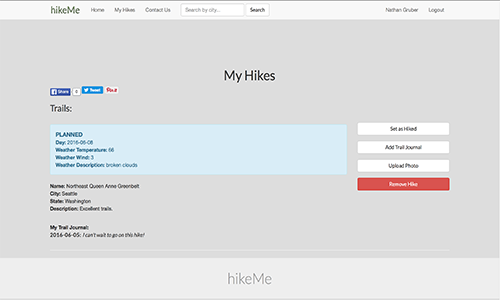 hikeMe Home My Hikes Contact Us Search by city... Search Nathan Gruber Logout
My Hikes
Share 0 Tweet Pin it
Trails:
PLANNED
Day: 2016-06-08
Weather Temperature: 66
Weather Wind: 3
Weather Description: broken clouds
Set as Hiked
Add Trail Journal
Upload Photo
Remove Hike
Name: Northeast Queen Anne Greenbelt
City: Seattle
State: Washington
Description: Excellent trails.
My Trail Journal:
2016-06-05: I can't wait to go on this hike!
hikeMe